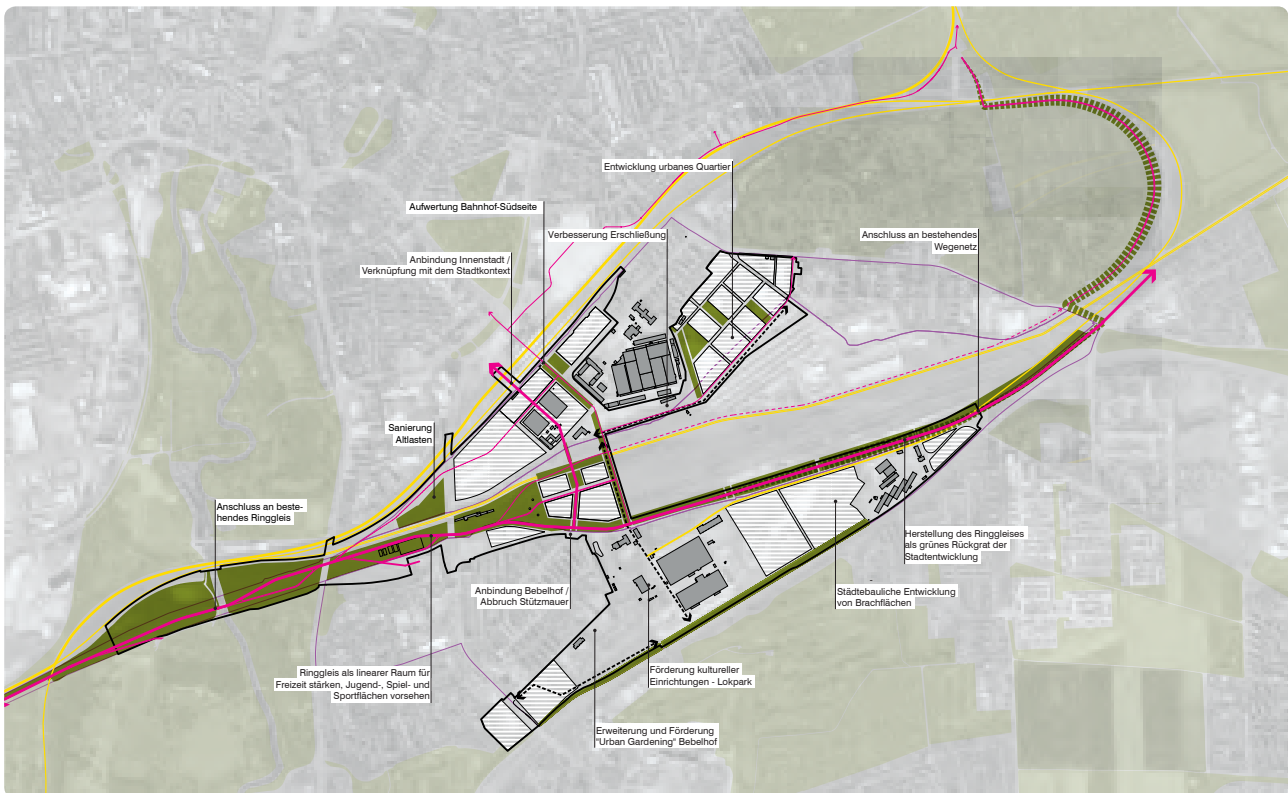 Entwicklung urbanes Quartier
Aufwertung Bahnhof-Südseite
Verbesserung Erschließung
Anschluss an bestehendes
Wegenetz
Anbindung Innenstadt /
Verknüpfung mit dem Stadtkontext
Sanierung
Altlasten
Anschluss an beste-
hendes Ringgleis
Herstellung des Ringgleises
als grünes Rückgrat der
Stadtentwicklung
Anbindung Bebelhof /
Abbruch Stützmauer
Städtebauliche Entwicklung
von Brachflächen
Ringgleis als linearer Raum für
Freizeit stärken, Jugend-, Spiel- und
Sportflächen vorsehen
Förderung kultureller
Einrichtungen - Lokpark
Erweiterung und Förderung
"Urban Gardening" Bebelhof